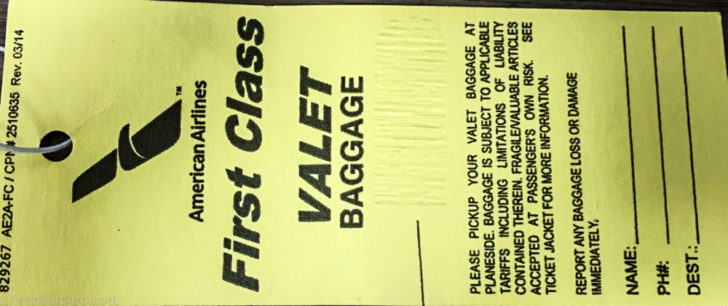 829267 AE2A-FC / CPN# 2510635 Rev. 03/14
American Airlines™
First Class
VALET
BAGGAGE
PLEASE PICKUP YOUR VALET BAGGAGE AT
PLANESIDE. BAGGAGE IS SUBJECT TO APPLICABLE
TARIFFS INCLUDING LIMITATIONS OF LIABILITY
CONTAINED THEREIN. FRAGILE/VALUABLE ARTICLES
ACCEPTED AT PASSENGER'S OWN RISK. SEE
TICKET JACKET FOR MORE INFORMATION.
REPORT ANY BAGGAGE LOSS OR DAMAGE
IMMEDIATELY.
NAME:
PH#:
DEST.: